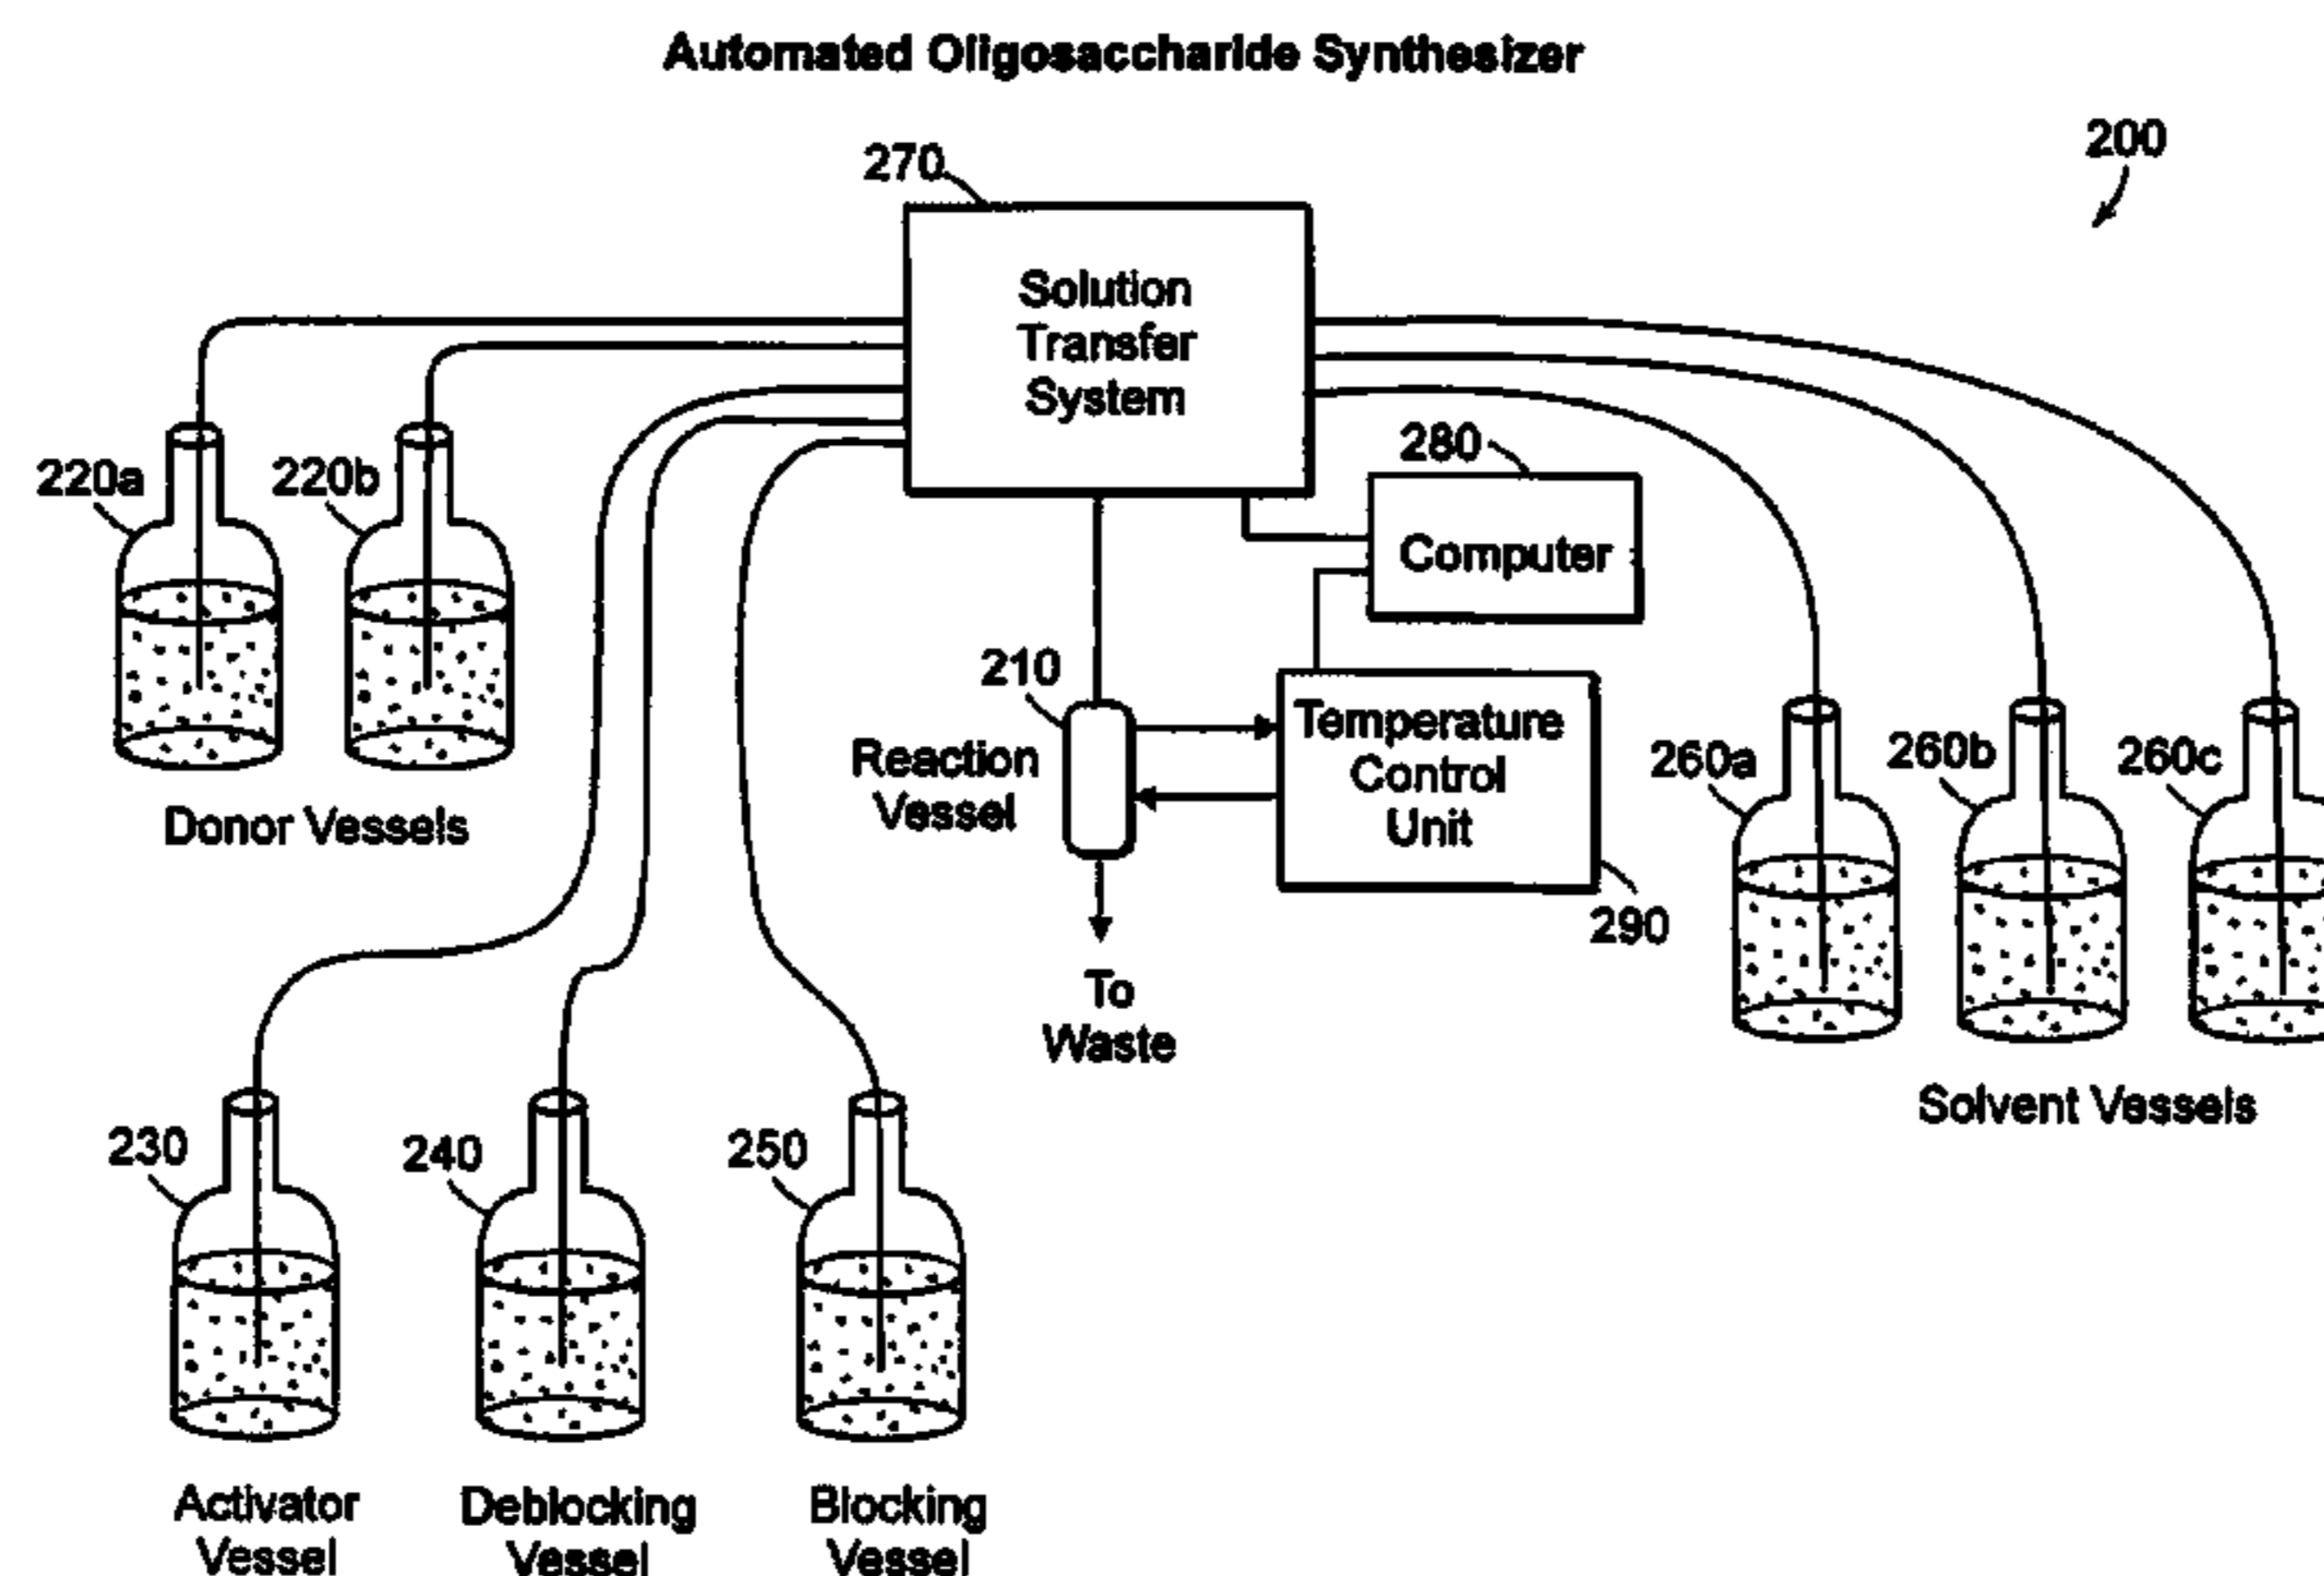 Automated Oligosaccharide Synthesizer
200
270
Solution
Transfer
System
280
Computer
220a
220b
Donor Vessels
210
Reaction
Vessel
Temperature
Control
Unit
290
To
Waste
260a
260b
260c
Solvent Vessels
230
240
250
Activator
Vessel
Deblocking
Vessel
Blocking
Vessel